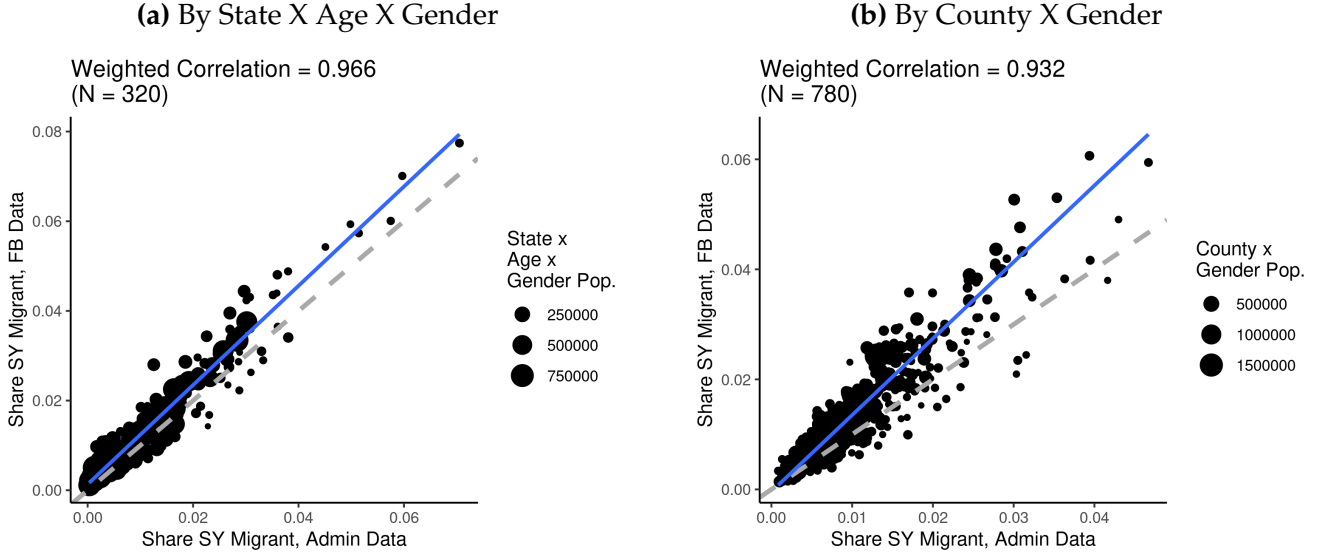 (a) By State X Age X Gender
Weighted Correlation = 0.966
(N = 320)
Share SY Migrant, FB Data
0.08
0.06
0.04
0.02
0.00
0.00 0.02 0.04 0.06
Share SY Migrant, Admin Data
State x
Age x
Gender Pop.
250000
500000
750000
(b) By County X Gender
Weighted Correlation = 0.932
(N = 780)
Share SY Migrant, FB Data
0.06
0.04
0.02
0.00
0.00 0.01 0.02 0.03 0.04
Share SY Migrant, Admin Data
County x
Gender Pop.
500000
1000000
1500000